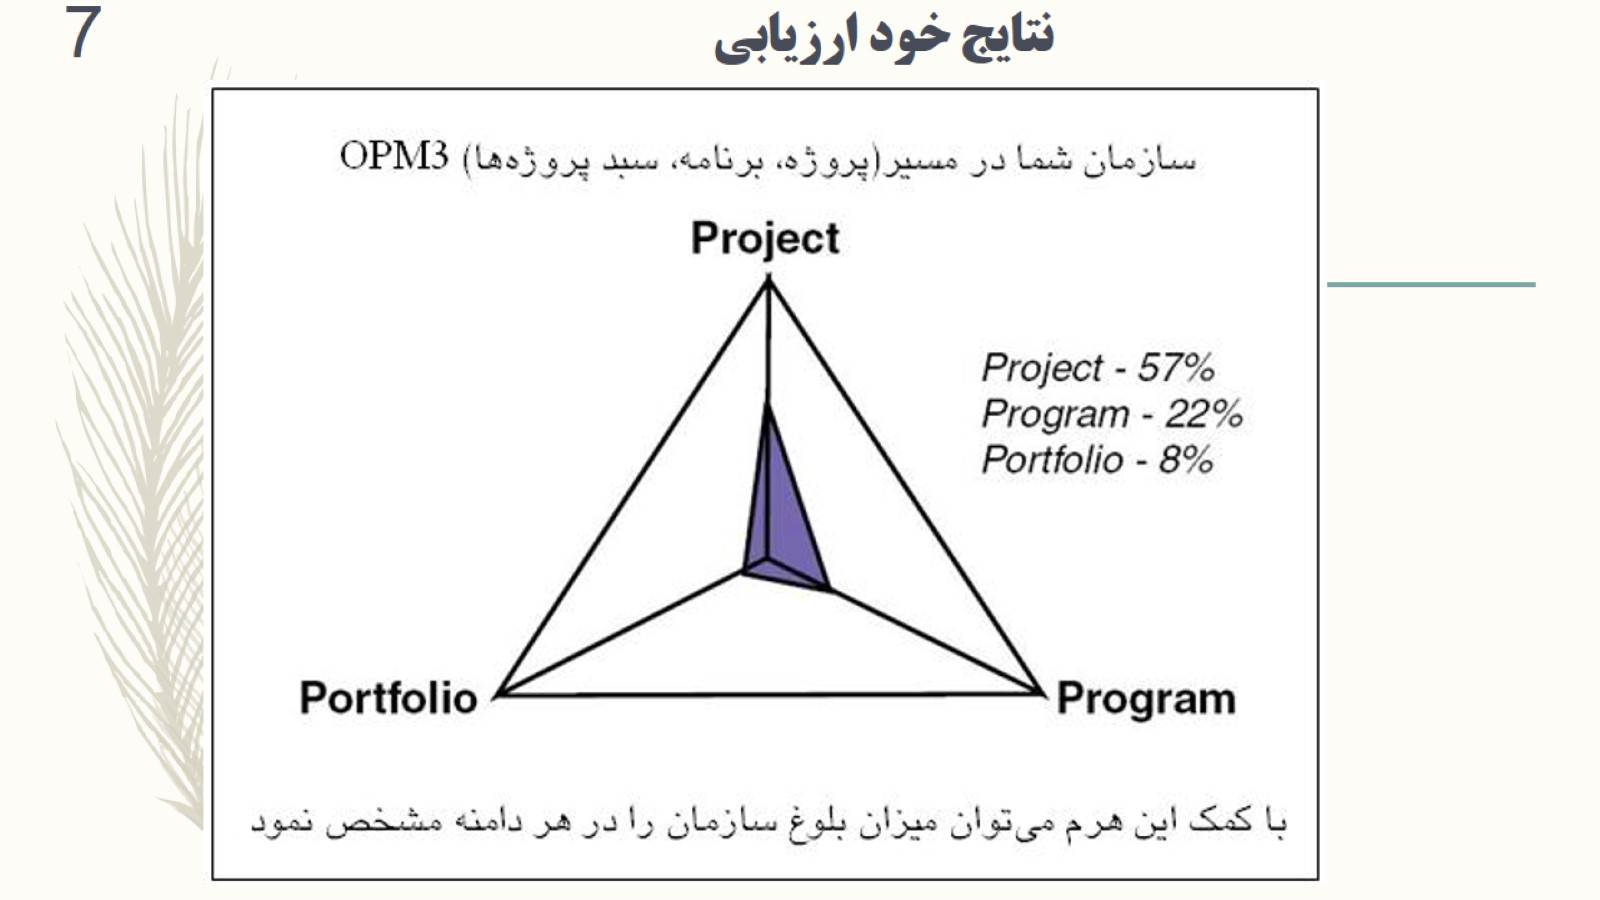 7
نتایج خود ارزیابی
سازمان شما در مسیر(پروژه، برنامه، سبد پروژه‌ها) OPM3
Project
Project - 57%
Program - 22%
Portfolio - 8%
Portfolio
Program
با کمک این هرم می‌توان میزان بلوغ سازمان را در هر دامنه مشخص نمود